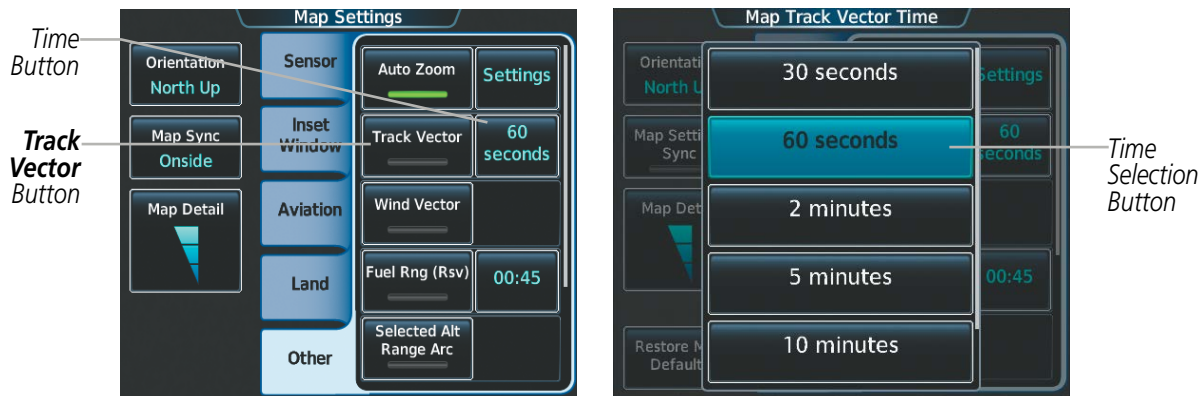 Map Settings
Time
Button
Orientation
North Up
Sensor
Auto Zoom
Settings
Track
Vector
Button
Map Sync
Onside
Inset
Window
Track Vector
60
seconds
Map Detail
Aviation
Wind Vector
Land
Fuel Rng (Rsv)
00:45
Other
Selected Alt
Range Arc
Map Track Vector Time
Orientati
North U
30 seconds
Settings
Map Setti
Sync
60 seconds
60
seconds
Time
Selection
Button
Map Det
2 minutes
5 minutes
00:45
Restore M
Default
10 minutes